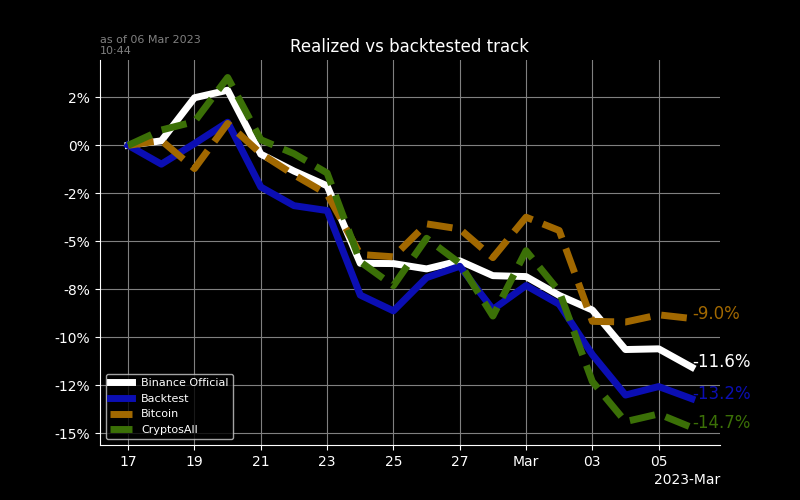 as of 06 Mar 2023
10:44
Realized vs backtested track
2%
0%
-2%
-5%
-8%
-10%
-12%
-15%
Binance Official
Backtest
Bitcoin
CryptosAll
-9.0%
-11.6%
-13.2%
-14.7%
17 19 21 23 25 27 Mar 03 05
2023-Mar